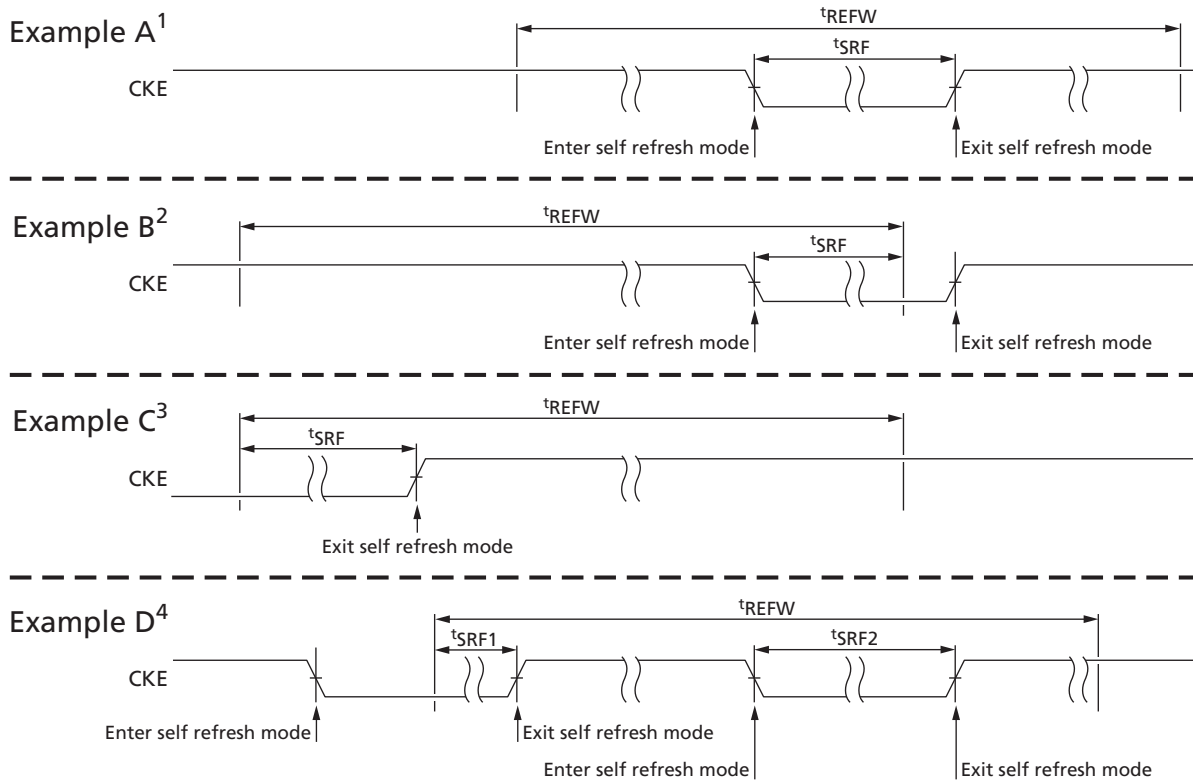 Example A¹
ᵗREFW
ᵗSRF
CKE
Enter self refresh mode
Exit self refresh mode
Example B²
ᵗREFW
ᵗSRF
CKE
Enter self refresh mode
Exit self refresh mode
Example C³
ᵗREFW
ᵗSRF
CKE
Exit self refresh mode
Example D⁴
ᵗREFW
ᵗSRF1
ᵗSRF2
CKE
Enter self refresh mode
Exit self refresh mode
Enter self refresh mode
Exit self refresh mode